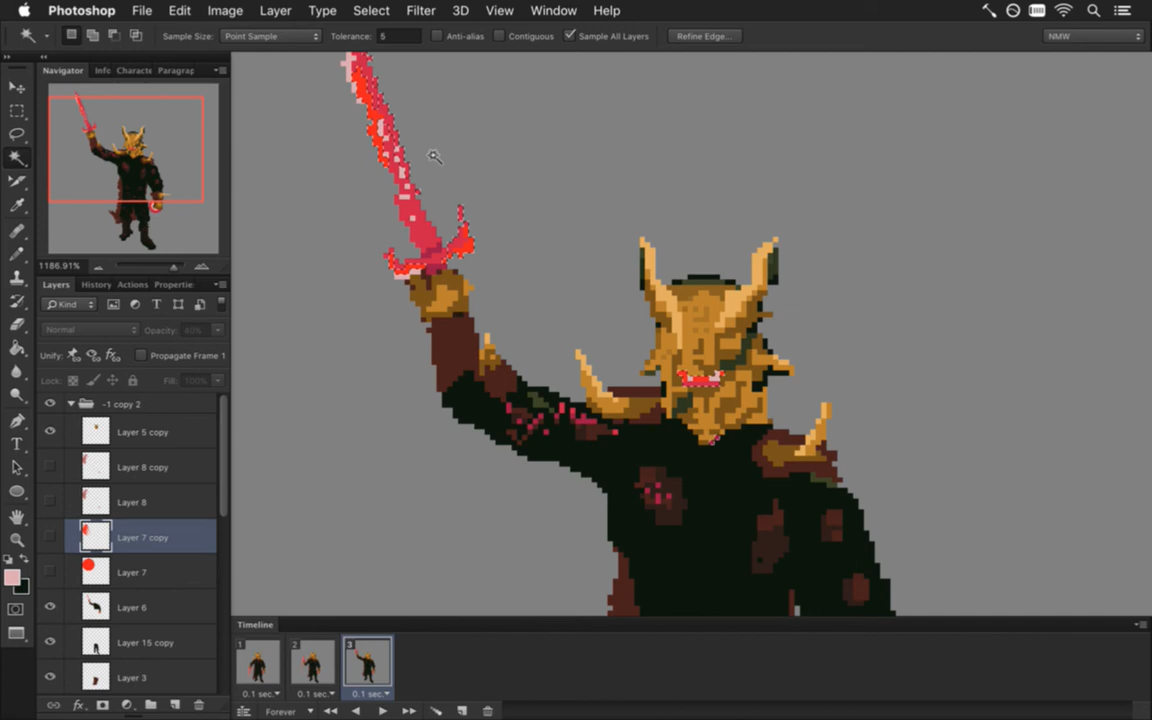 Photoshop File Edit Image Layer Type Select Filter 3D View Window Help
Sample Size: Point Sample Tolerance: 5 Anti-alias Contiguous Sample All Layers Refine Edge... NMW
Navigator Info Characte Paragrap
1186.91%
Layers History Actions Propertie
Kind
Normal Opacity: 40%
Unify: Propagate Frame 1
Lock: Fill: 100%
-1 copy 2
Layer 5 copy
Layer 8 copy
Layer 8
Layer 7 copy
Layer 7
Layer 6
Layer 15 copy
Layer 3
fx
Timeline
1 2 3
0.1 sec. 0.1 sec. 0.1 sec.
Forever